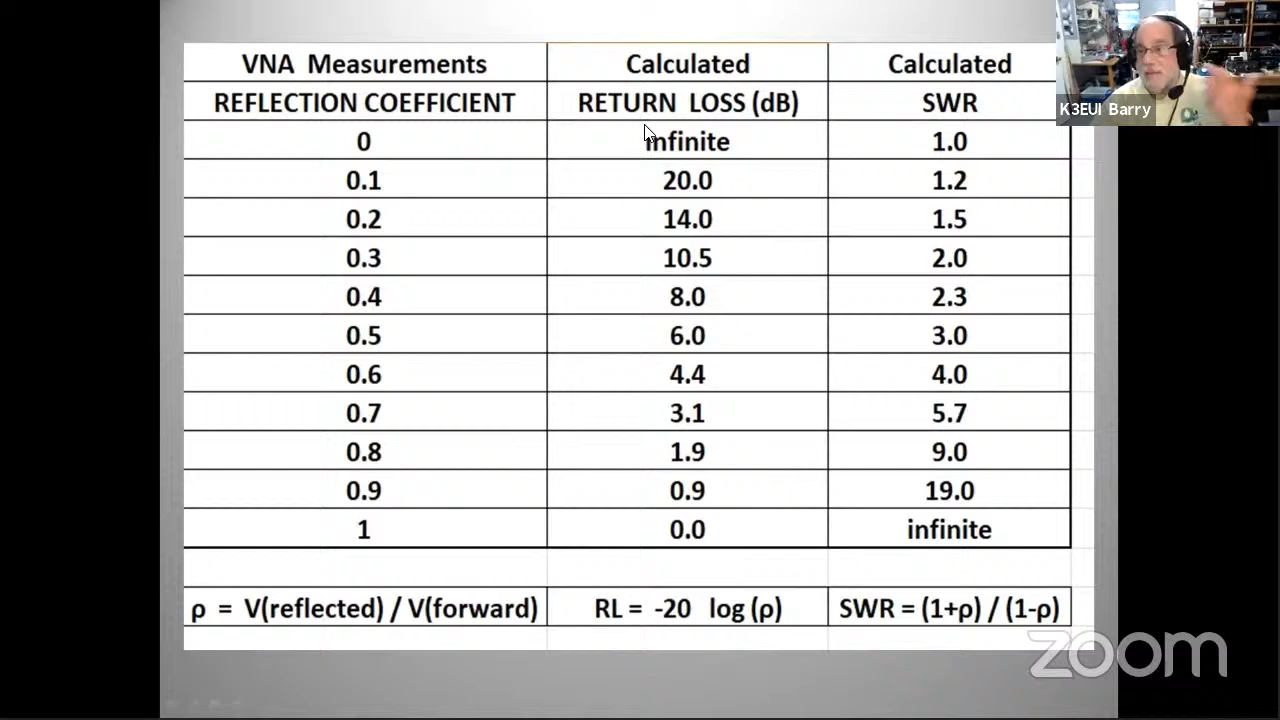 VNA Measurements Calculated Calculated
REFLECTION COEFFICIENT RETURN LOSS (dB) SWR
0 infinite 1.0
0.1 20.0 1.2
0.2 14.0 1.5
0.3 10.5 2.0
0.4 8.0 2.3
0.5 6.0 3.0
0.6 4.4 4.0
0.7 3.1 5.7
0.8 1.9 9.0
0.9 0.9 19.0
1 0.0 infinite
ρ = V(reflected) / V(forward) RL = -20 log (ρ) SWR = (1+ρ) / (1-ρ)
K3EUI Barry
zoom